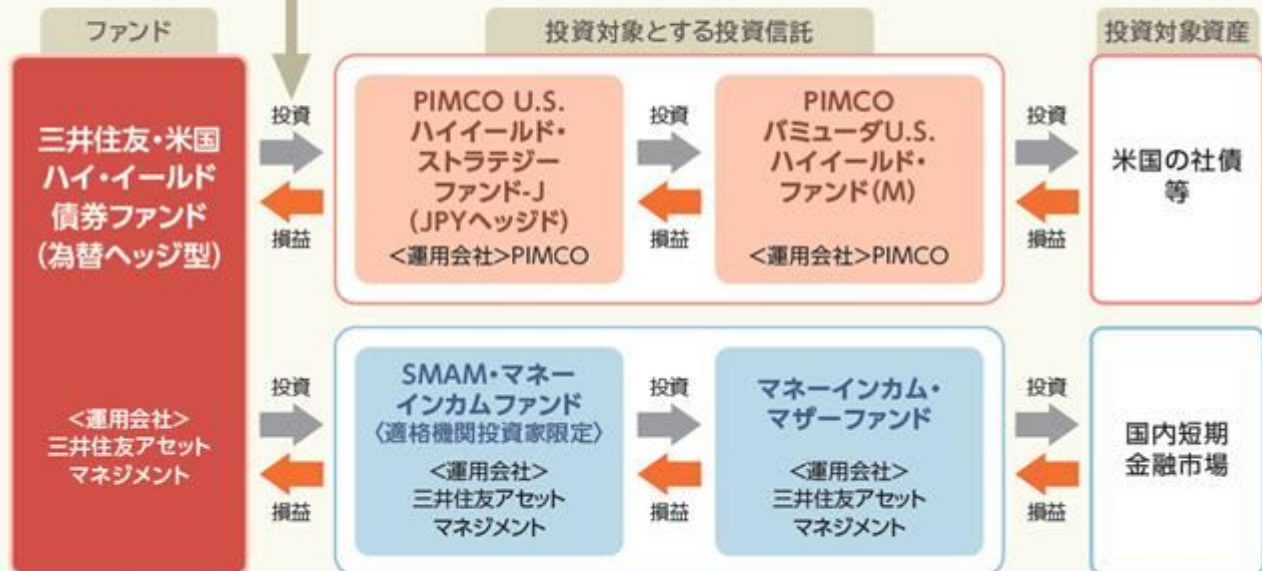 ファンド
投資対象とする投資信託
投資対象資産
三井住友・米国
ハイ・イールド
債券ファンド
(為替ヘッジ型)
<運用会社>
三井住友アセット
マネジメント
投資
損益
PIMCO U.S.
ハイイールド・
ストラテジー
ファンド-J
(JPYヘッジド)
<運用会社>PIMCO
投資
損益
PIMCO
バミューダU.S.
ハイイールド・
ファンド(M)
<運用会社>PIMCO
投資
損益
米国の社債
等
投資
損益
SMAM・マネー
インカムファンド
〈適格機関投資家限定〉
<運用会社>
三井住友アセット
マネジメント
投資
損益
マネーインカム・
マザーファンド
<運用会社>
三井住友アセット
マネジメント
投資
損益
国内短期
金融市場